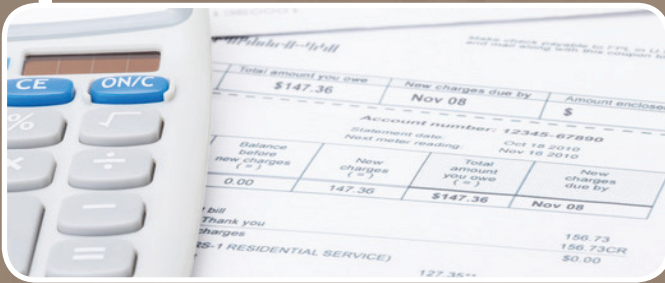 CE
ON/C
%
√
×
÷
−
=
Make check payable to FPL in U.S.
and mail along with this coupon to
Total amount you owe
New charges due by
Amount enclosed
$147.36
Nov 08
$
Account number: 12345-67890
Statement date: Oct 18 2010
Next meter reading: Nov 16 2010
Balance before new charges (=)
New charges (=)
Total amount you owe (=)
New charges due by
0.00
147.36
$147.36
Nov 08
bill
156.73
Thank you
156.73CR
charges
$0.00
RS-1 RESIDENTIAL SERVICE)
127.35**